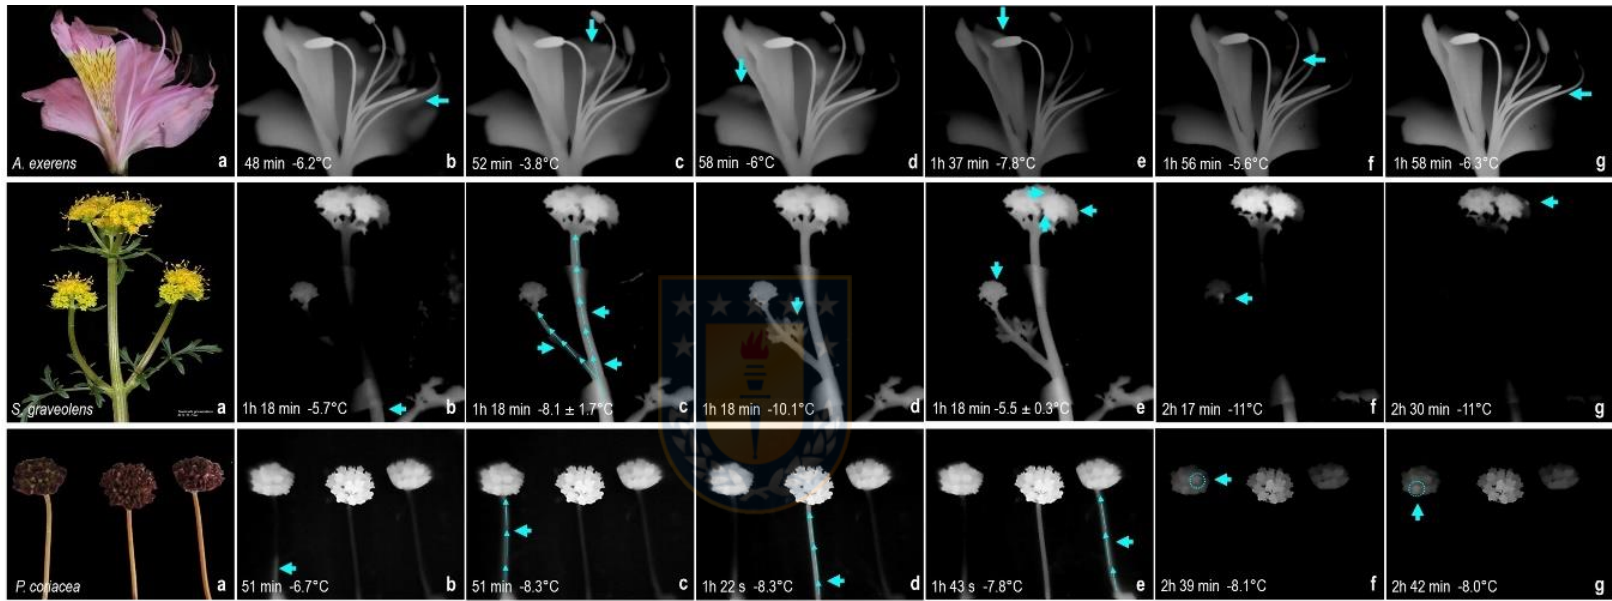 A. exerens a
48 min -6.2°C b
52 min -3.8°C c
58 min -6°C d
1h 37 min -7.8°C e
1h 56 min -5.6°C f
1h 58 min -6.3°C g
S. graveolens a
1h 18 min -5.7°C b
1h 18 min -8.1 ± 1.7°C c
1h 18 min -10.1°C d
1h 18 min -5.5 ± 0.3°C e
2h 17 min -11°C f
2h 30 min -11°C g
P. coriacea a
51 min -6.7°C b
51 min -8.3°C c
1h 22 s -8.3°C d
1h 43 s -7.8°C e
2h 39 min -8.1°C f
2h 42 min -8.0°C g